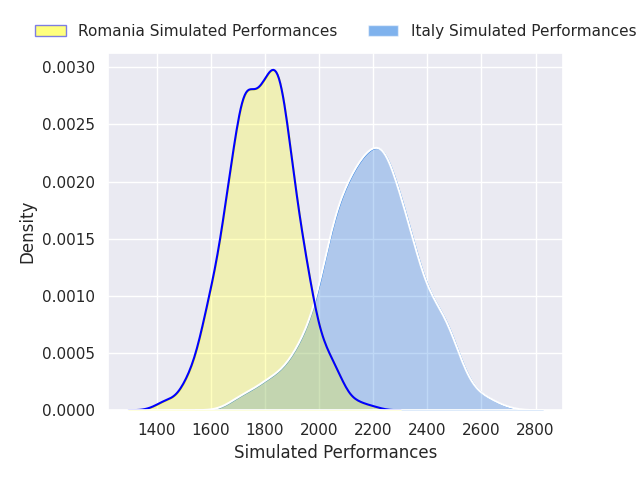 Romania Simulated Performances
Italy Simulated Performances
0.0030
0.0025
0.0020
0.0015
0.0010
0.0005
0.0000
Density
1400 1600 1800 2000 2200 2400 2600 2800
Simulated Performances